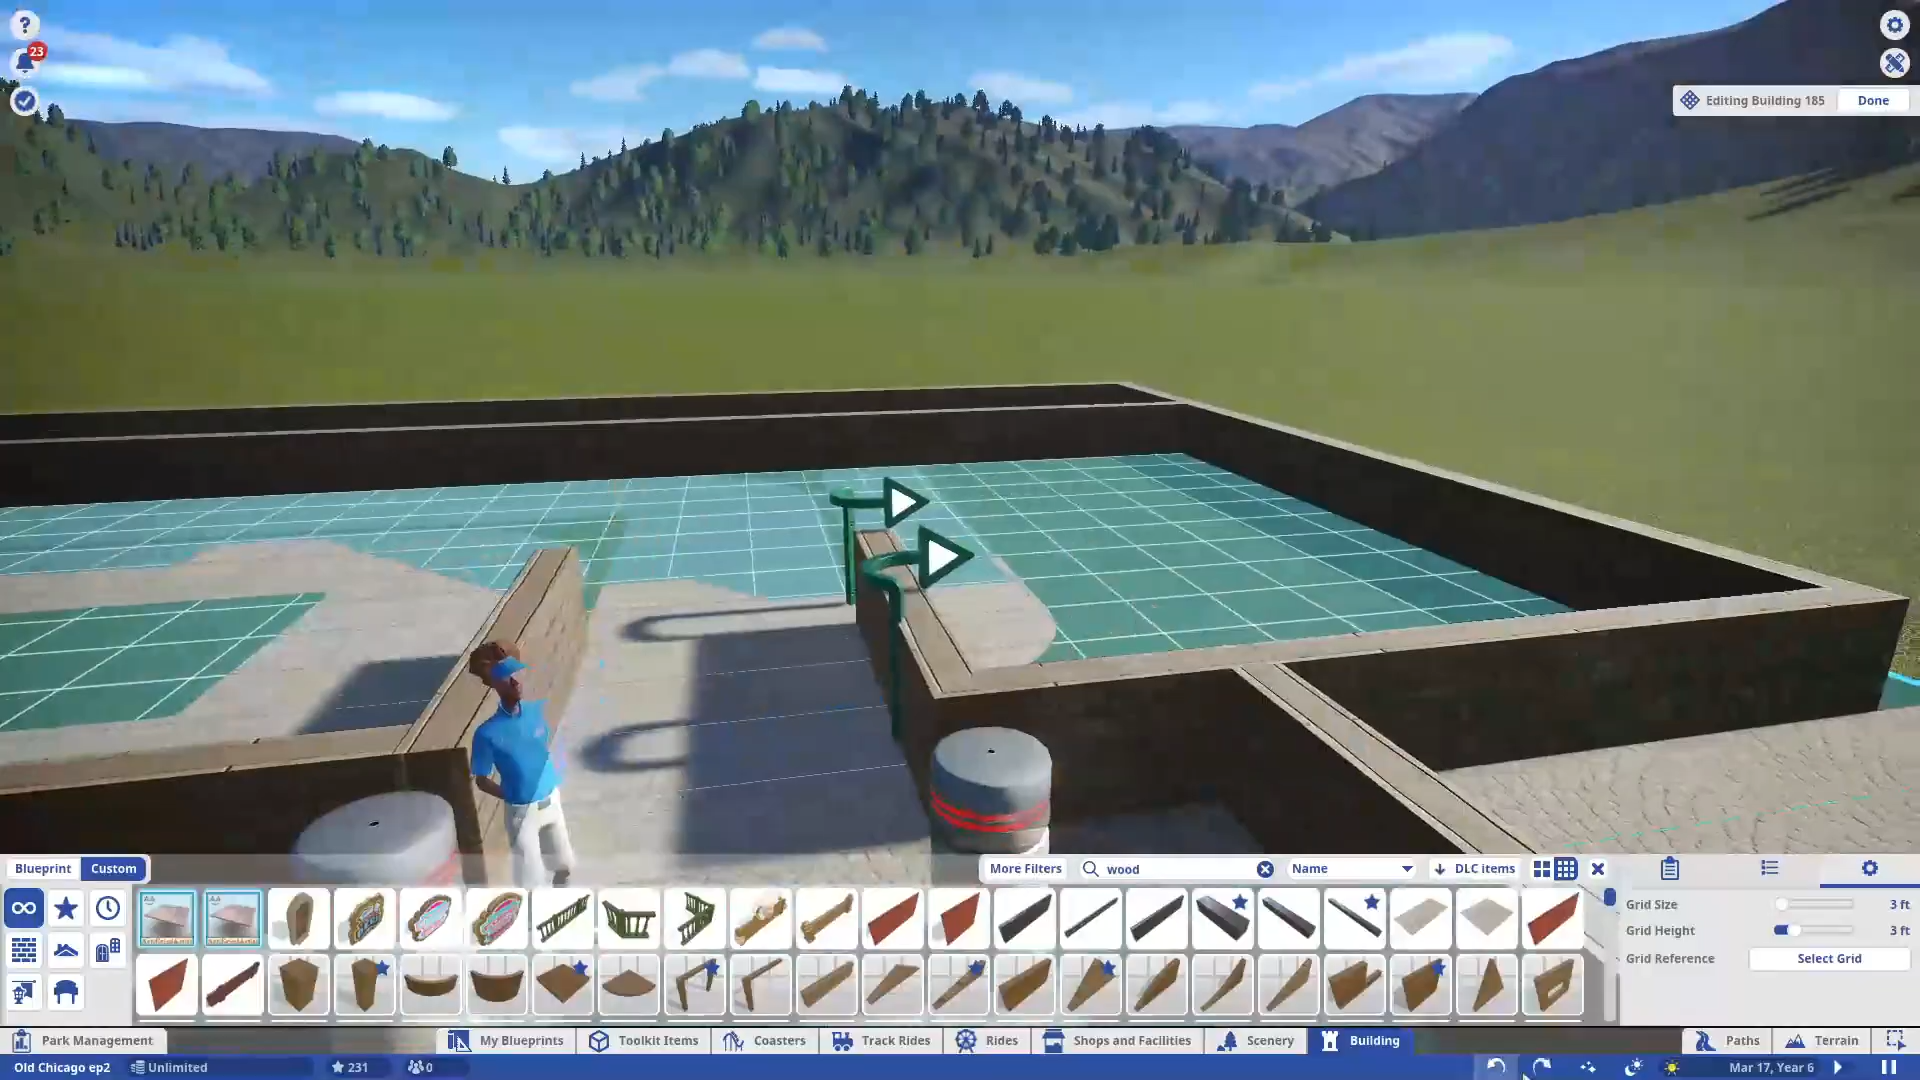 ?
23
Editing Building 185 Done
Blueprint Custom
More Filters wood Name DLC items
Grid Size 3 ft
Grid Height 3 ft
Grid Reference Select Grid
Park Management My Blueprints Toolkit Items Coasters Track Rides Rides Shops and Facilities Scenery Building Paths Terrain
Old Chicago ep2 Unlimited 231 0 Mar 17, Year 6